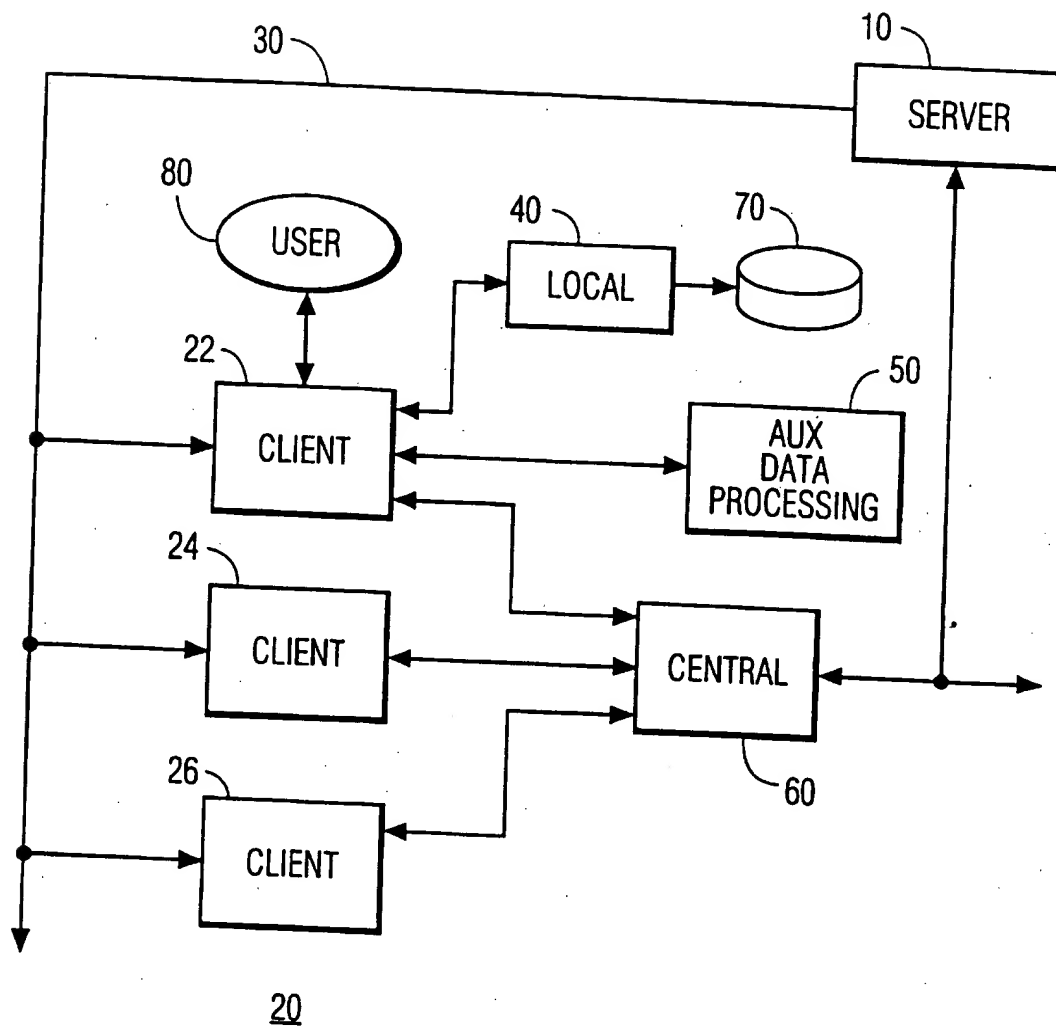 30
10
SERVER
80
USER
40
LOCAL
70
22
CLIENT
50
AUX
DATA
PROCESSING
24
CLIENT
CENTRAL
60
26
CLIENT
20